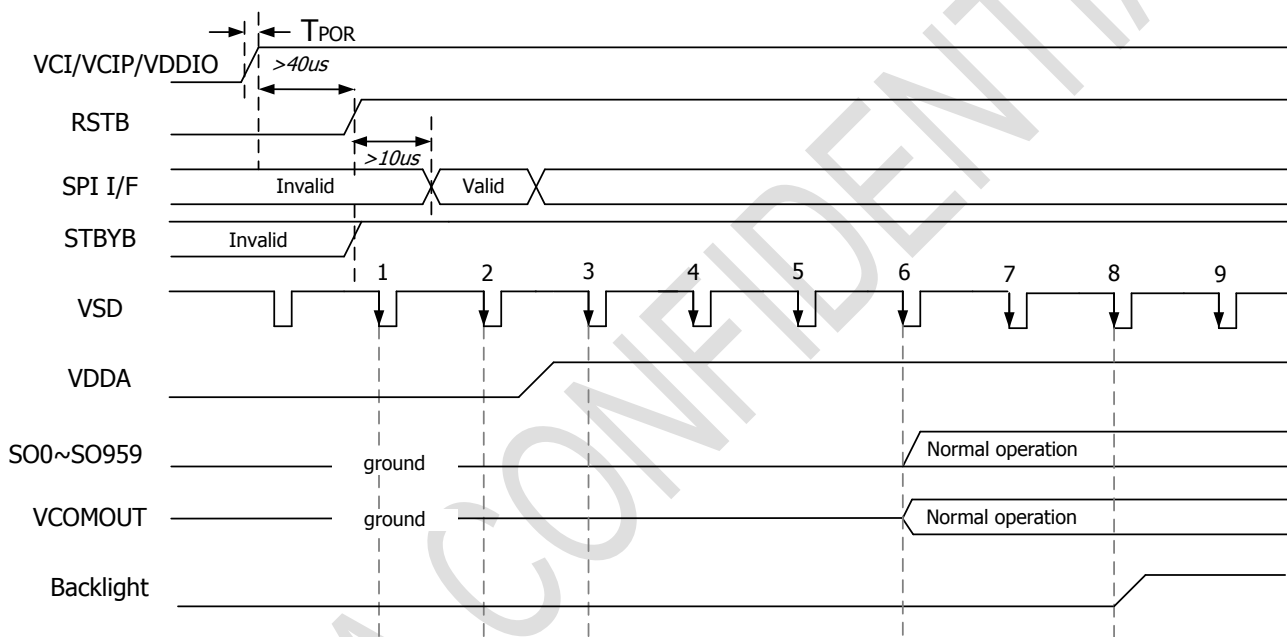 TPOR
VCI/VCIP/VDDIO
>40us
RSTB
>10us
SPI I/F
Invalid
Valid
STBYB
Invalid
1 2 3 4 5 6 7 8 9
VSD
VDDA
SO0~SO959
ground
Normal operation
VCOMOUT
ground
Normal operation
Backlight
A CONFIDENTIA